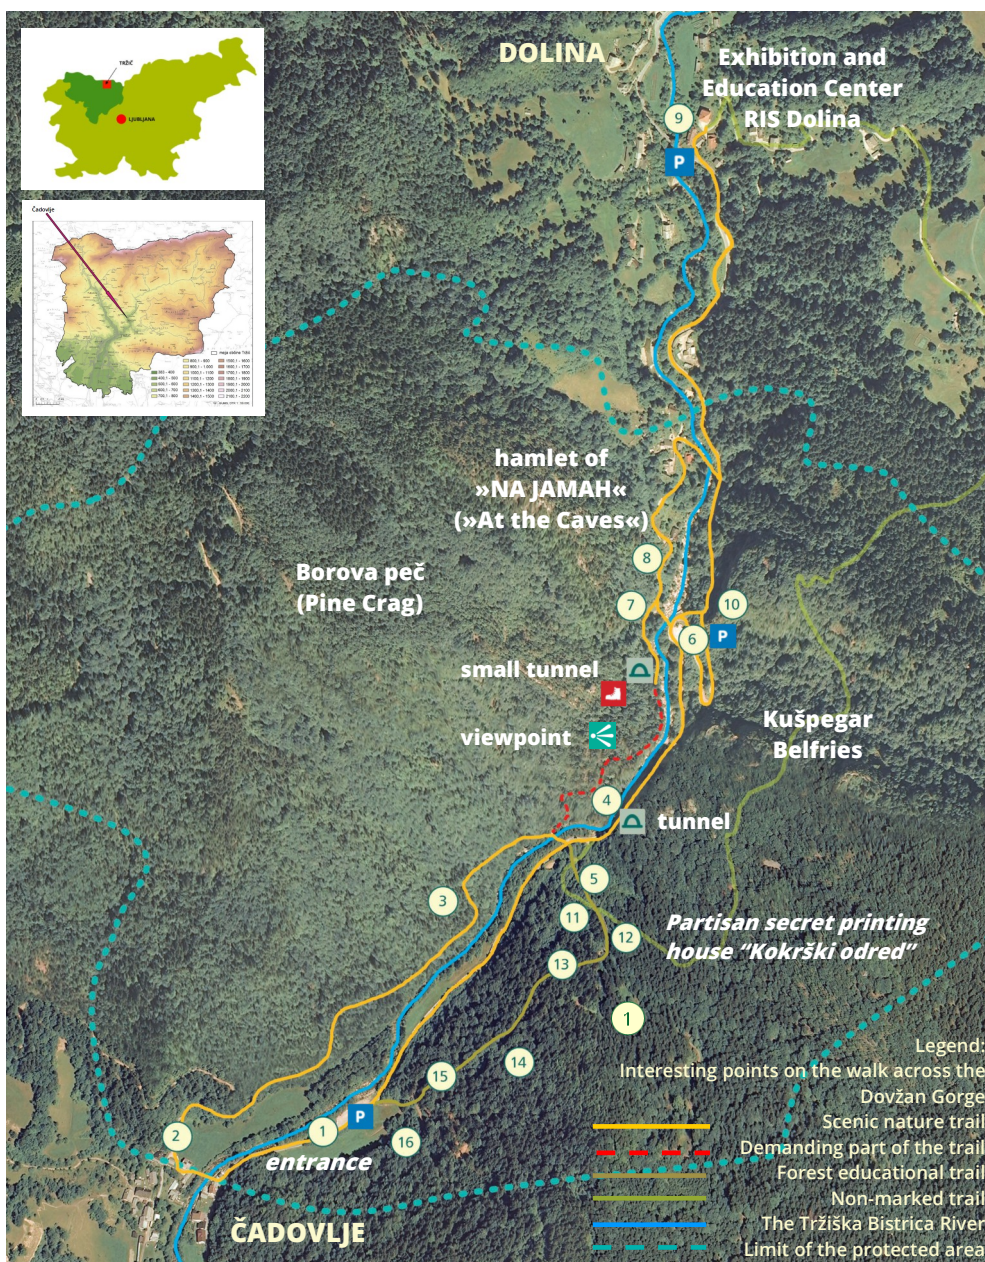 TRŽIČ
LJUBLJANA
Čadovlje
DOLINA
Exhibition and
Education Center
RIS Dolina
9
P
hamlet of
»NA JAMAH«
(»At the Caves«)
8
Borova peč
(Pine Crag)
7
10
6
P
small tunnel
viewpoint
Kušpegar
Belfries
4
tunnel
5
3
11
12
Partisan secret printing
house “Kokrški odred”
13
1
14
15
P
2
1
16
entrance
ČADOVLJE
Legend:
Interesting points on the walk across the
Dovžan Gorge
Scenic nature trail
Demanding part of the trail
Forest educational trail
Non-marked trail
The Tržiška Bistrica River
Limit of the protected area